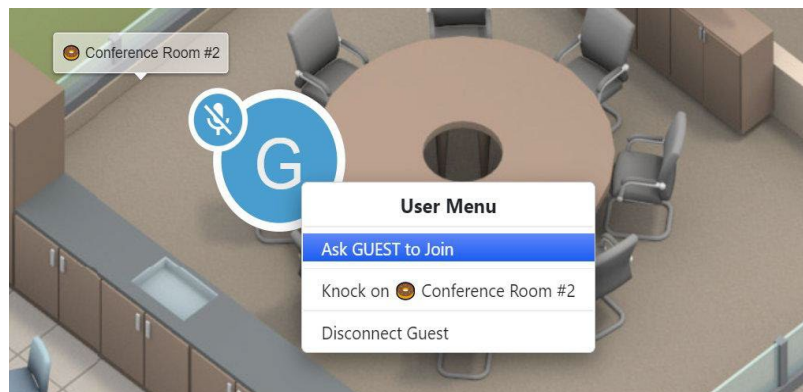 🍩 Conference Room #2
G
User Menu
Ask GUEST to Join
Knock on 🍩 Conference Room #2
Disconnect Guest